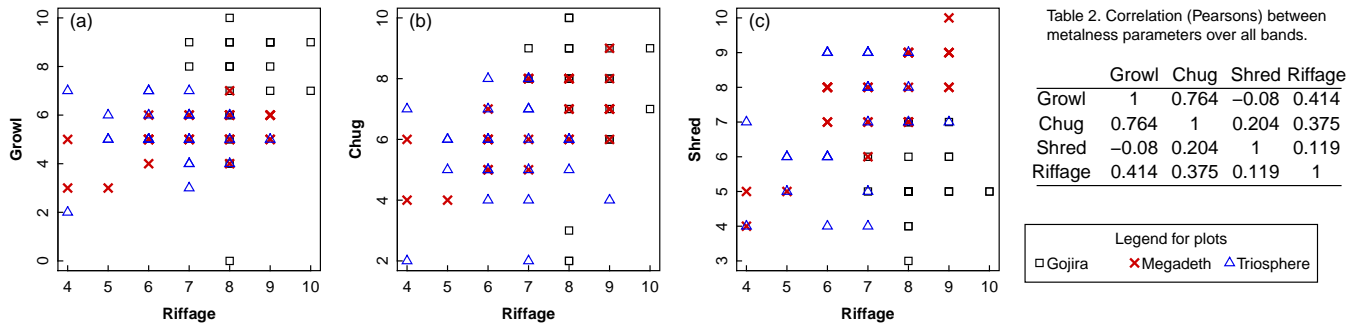 (a)
Growl
10
8
6
4
2
0
4 5 6 7 8 9 10
Riffage
(b)
Chug
10
8
6
4
2
4 5 6 7 8 9 10
Riffage
(c)
Shred
10
9
8
7
6
5
4
3
4 5 6 7 8 9 10
Riffage
Table 2. Correlation (Pearsons) between
metalness parameters over all bands.
Growl Chug Shred Riffage
Growl 1 0.764 −0.08 0.414
Chug 0.764 1 0.204 0.375
Shred −0.08 0.204 1 0.119
Riffage 0.414 0.375 0.119 1
Legend for plots
Gojira Megadeth Triosphere